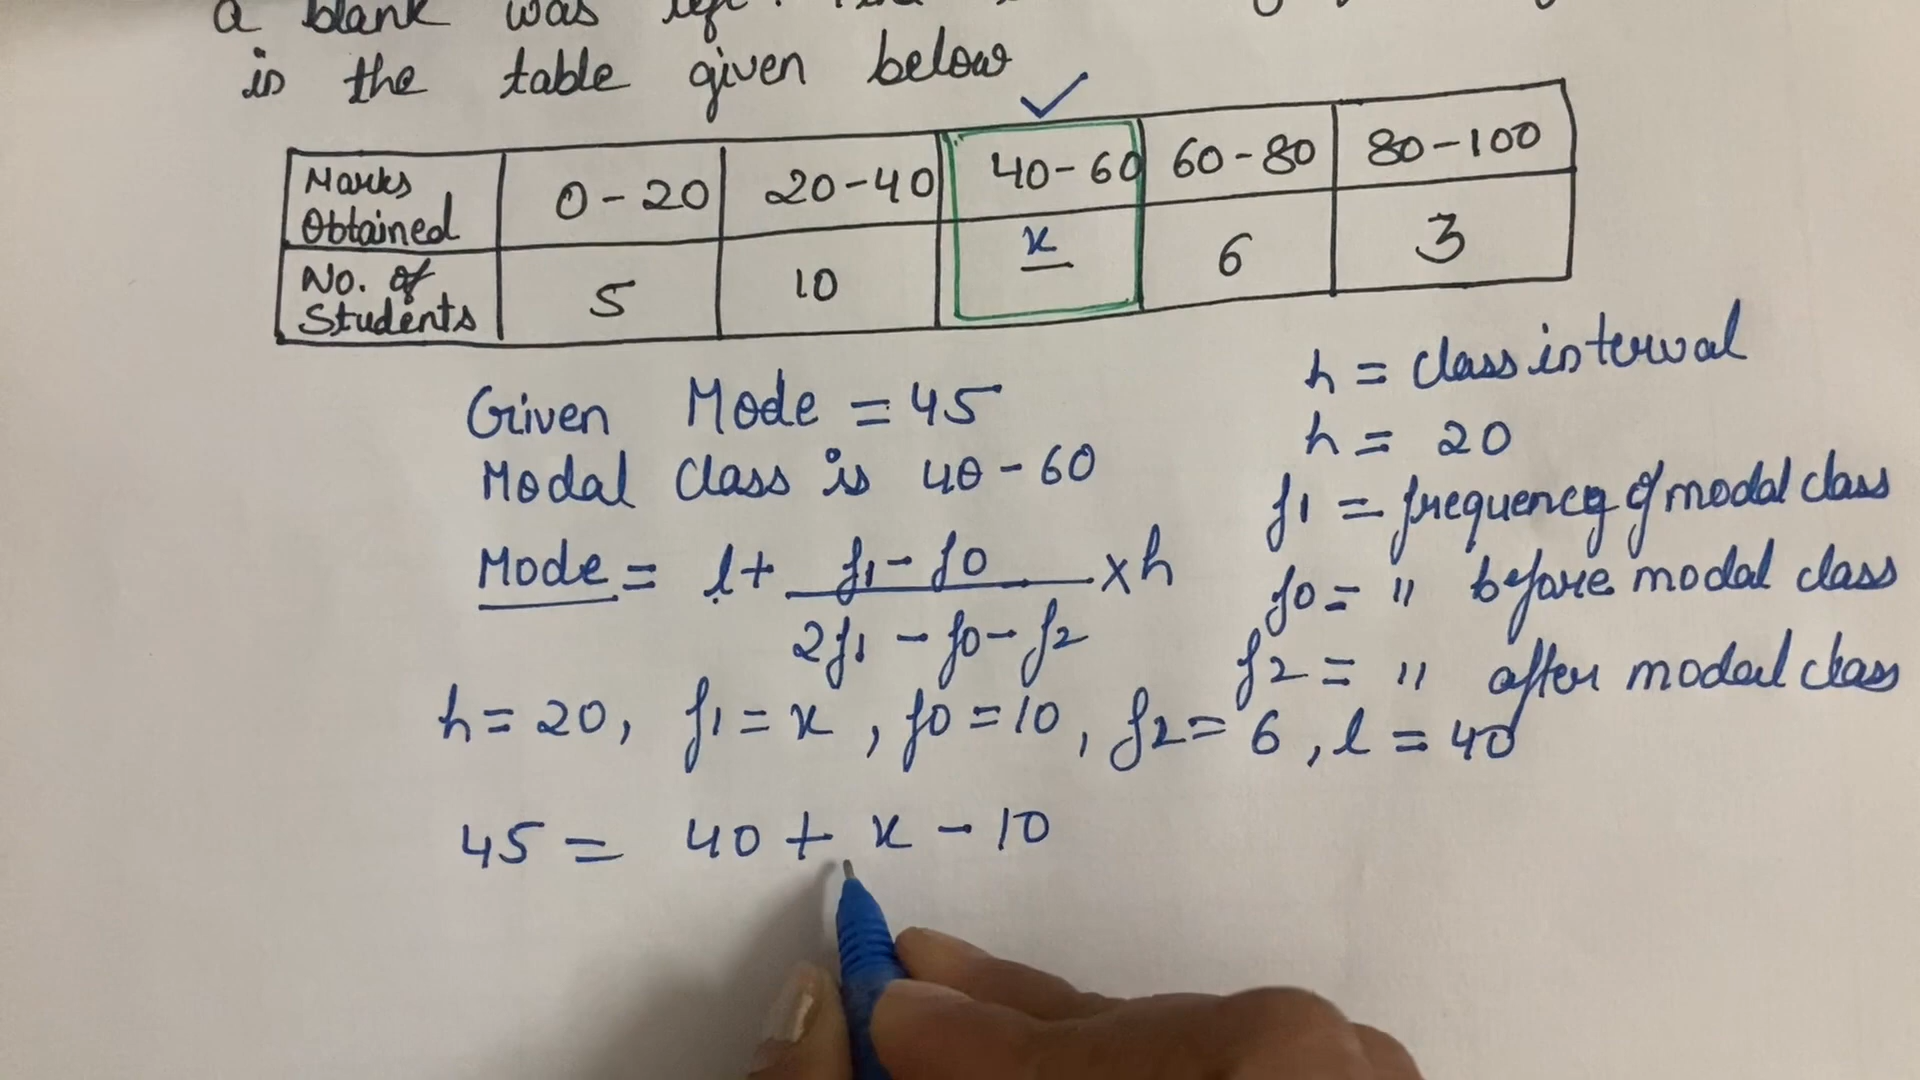 a blank was
is the table given below
Marks Obtained 0-20 20-40 40-60 60-80 80-100
No. of Students 5 10 x 6 3
h = class interval
Given Mode = 45
h = 20
Modal Class is 40-60
f1 = frequency of modal class
Mode = l + f1 - f0 / 2f1 - f0 - f2 × h
f0 = " before modal class
f2 = " after modal class
h = 20, f1 = x, f0 = 10, f2 = 6, l = 40
45 = 40 + x - 10